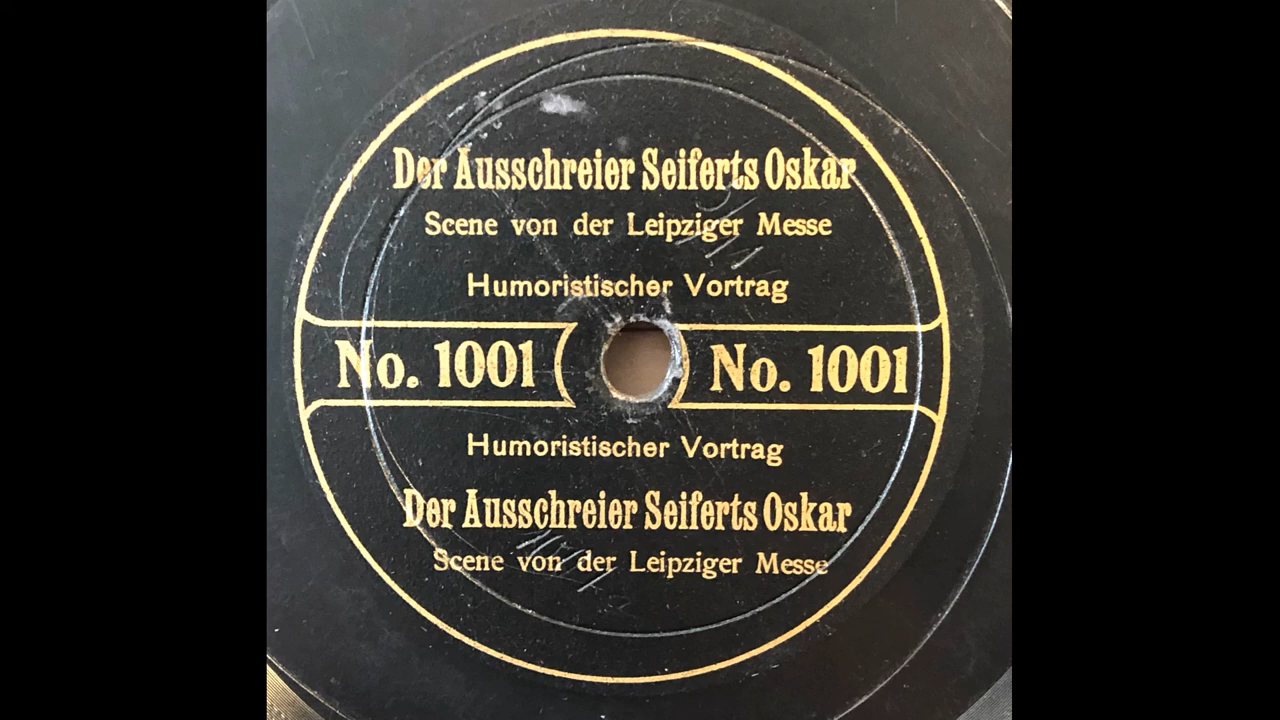 Der Ausschreier Seiferts Oskar
Scene von der Leipziger Messe
Humoristischer Vortrag
No. 1001 No. 1001
Humoristischer Vortrag
Der Ausschreier Seiferts Oskar
Scene von der Leipziger Messe